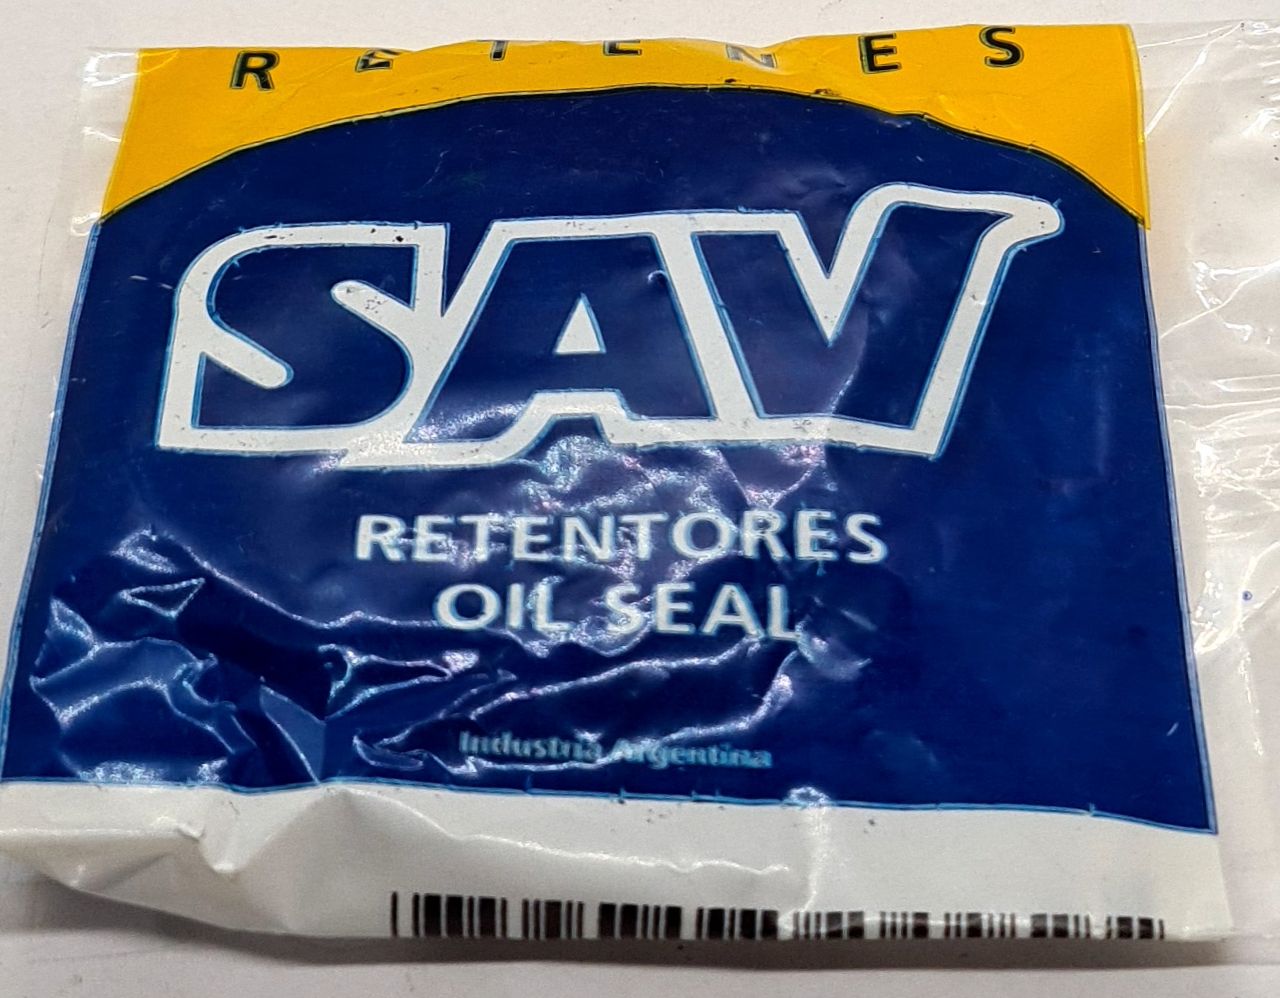 RETENES
SAV
RETENTORES
OIL SEAL
Industria Argentina